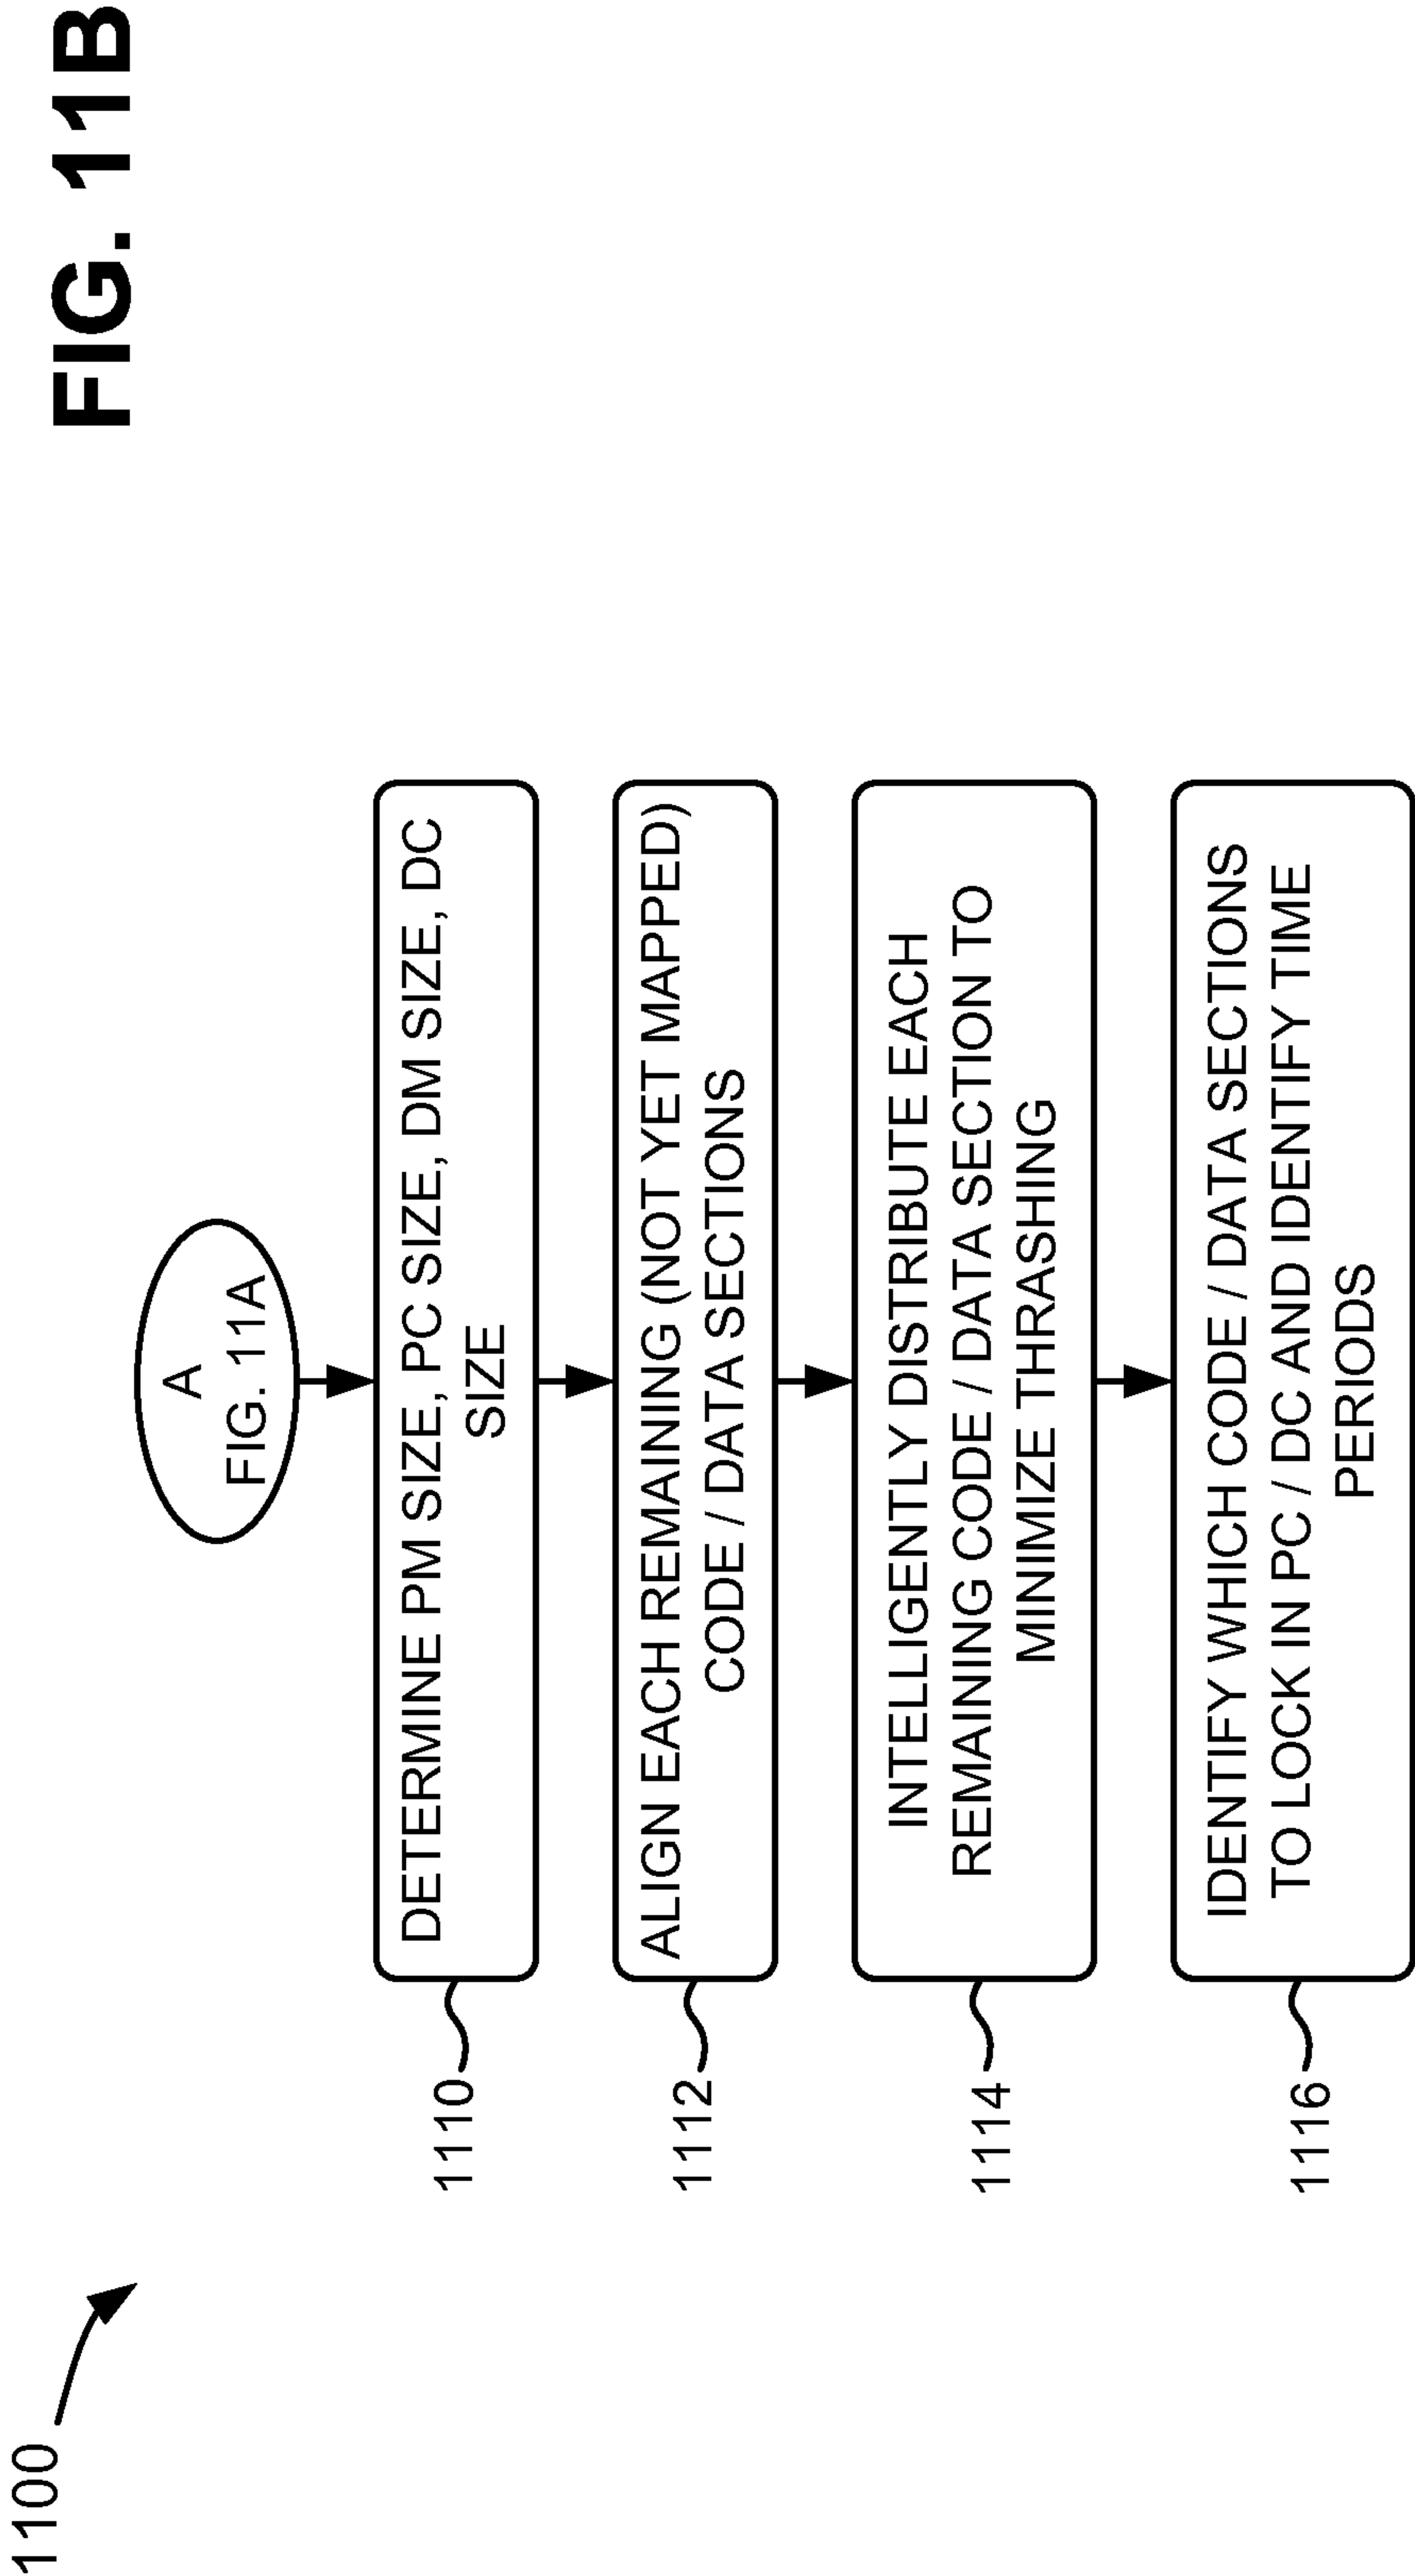 FIG. 11B
1100
A
FIG. 11A
1110
DETERMINE PM SIZE, PC SIZE, DM SIZE, DC
SIZE
1112
ALIGN EACH REMAINING (NOT YET MAPPED)
CODE / DATA SECTIONS
1114
INTELLIGENTLY DISTRIBUTE EACH
REMAINING CODE / DATA SECTION TO
MINIMIZE THRASHING
1116
IDENTIFY WHICH CODE / DATA SECTIONS
TO LOCK IN PC / DC AND IDENTIFY TIME
PERIODS